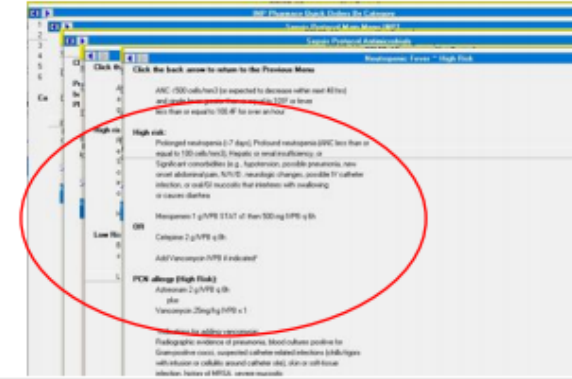 INP Pharmacy Quick Orders By Category
Sepsis Protocol Main Menu (INP)
Sepsis Protocol Antimicrobials
Neutropenic Fever * High Risk
Click the back arrow to return to the Previous Menu
ANC <500 cells/mm3 (or expected to decrease within next 48 hrs)
and single fever greater than or equal to 101F or fever
less than or equal to 100.4F for over an hour
High risk:
Prolonged neutropenia (>7 days), Profound neutropenia (ANC less than or
equal to 100 cells/mm3), Hepatic or renal insufficiency, or
Significant comorbidities (e.g., hypotension, possible pneumonia, new
onset abdominal pain, N/V/D, neurologic changes, possible IV catheter
infection, or oral/GI mucositis that interferes with swallowing
or causes diarrhea
Meropenem 1 g IVPB STAT x1 then 500 mg IVPB q 6h
OR
Cefepime 2 g IVPB q 8h
Add Vancomycin IVPB if indicated*
PCN allergy (High Risk):
Aztreonam 2 g IVPB q 8h
plus
Vancomycin 25mg/kg IVPB x 1
for adding vancomycin
Radiographic evidence of pneumonia, blood cultures positive for
Gram-positive cocci, suspected catheter-related infections (chills/rigors
with infusion or cellulitis around catheter site), skin or soft tissue
infection, history of MRSA, severe mucositis